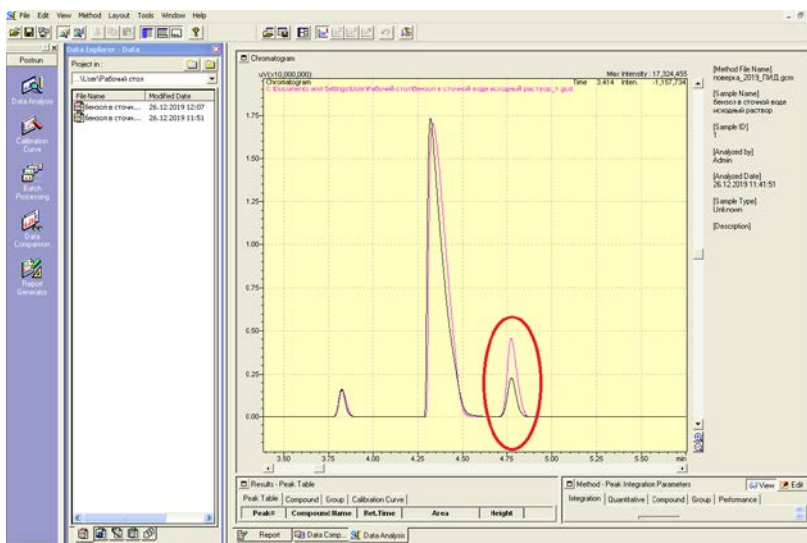 File Edit View Method Layout Tools Window Help
Postrun
Data Analysis
Calibration
Curve
Batch
Processing
Data
Comparison
Report
Generator
Data Explorer - Data
Project in :
...\User\Рабочий стол
File Name Modified Date
бензол в сточн... 26.12.2019 12:07
бензол в сточн... 26.12.2019 11:51
Chromatogram
uV(x10,000,000)
Max Intensity : 17,324,455
Chromatogram
Time 3.414 Inten. -1,157,734
C:\Documents and Settings\User\Рабочий стол\бензол в сточной воде исходный раствор_1.gcd
1.75
1.50
1.25
1.00
0.75
0.50
0.25
0.00
3.50 3.75 4.00 4.25 4.50 4.75 5.00 5.25 5.50 min
[Method File Name]
поверка_2019_ПИД.gcm
[Sample Name]
бензол в сточной воде
исходный раствор
[Sample ID]
1
[Analyzed by]
Admin
[Analyzed Date]
26.12.2019 11:41:51
[Sample Type]
Unknown
[Description]
Results - Peak Table
Peak Table Compound Group Calibration Curve
Peak# Compound Name Ret.Time Area Height
Method - Peak Integration Parameters
View Edit
Integration Quantitative Compound Group Performance
Report Data Comp... Data Analysis